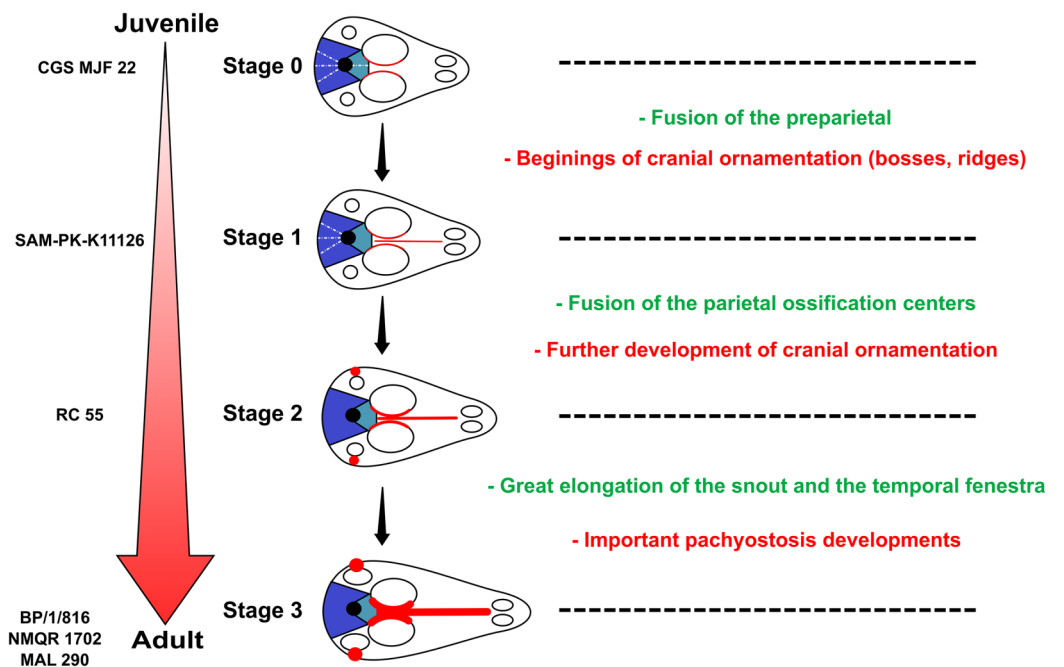 Juvenile
CGS MJF 22
Stage 0
- Fusion of the preparietal
- Beginings of cranial ornamentation (bosses, ridges)
SAM-PK-K11126
Stage 1
- Fusion of the parietal ossification centers
- Further development of cranial ornamentation
RC 55
Stage 2
- Great elongation of the snout and the temporal fenestra
- Important pachyostosis developments
BP/1/816
NMQR 1702
MAL 290
Adult
Stage 3